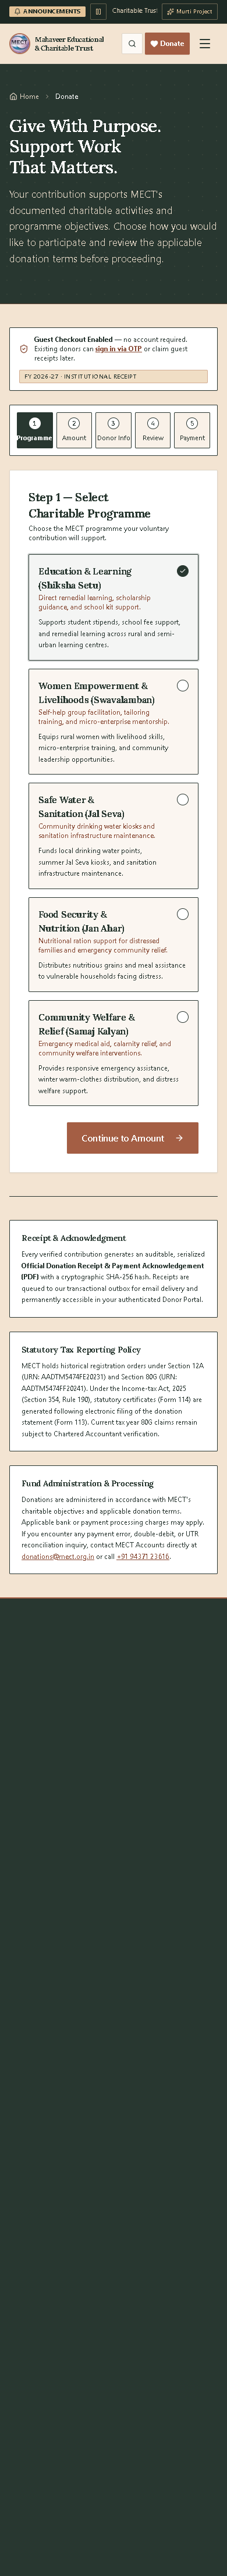 ANNOUNCEMENTS
Charitable Trust
Murti Project
Mahaveer Educational
& Charitable Trust
MECT
Donate
Home > Donate
Give With Purpose.
Support Work
That Matters.
Your contribution supports MECT's
documented charitable activities and
programme objectives. Choose how you would
like to participate and review the applicable
donation terms before proceeding.
Guest Checkout Enabled — no account required.
Existing donors can sign in via OTP or claim guest
receipts later.
FY 2026-27 · INSTITUTIONAL RECEIPT
1 2 3 4 5
Programme Amount Donor Info Review Payment
Step 1 — Select
Charitable Programme
Choose the MECT programme your voluntary
contribution will support.
Education & Learning
(Shiksha Setu)
Direct remedial learning, scholarship
guidance, and school kit support.
Supports student stipends, school fee support,
and remedial learning across rural and semi-
urban learning centres.
Women Empowerment &
Livelihoods (Swavalamban)
Self-help group facilitation, tailoring
training, and micro-enterprise mentorship.
Equips rural women with livelihood skills,
micro-enterprise training, and community
leadership opportunities.
Safe Water &
Sanitation (Jal Seva)
Community drinking water kiosks and
sanitation infrastructure maintenance.
Funds local drinking water points,
summer Jal Seva kiosks, and sanitation
infrastructure maintenance.
Food Security &
Nutrition (Jan Ahar)
Nutritional ration support for distressed
families and emergency community relief.
Distributes nutritious grains and meal assistance
to vulnerable households facing distress.
Community Welfare &
Relief (Samaj Kalyan)
Emergency medical aid, calamity relief, and
community welfare interventions.
Provides responsive emergency assistance,
winter warm-clothes distribution, and distress
welfare support.
Continue to Amount
Receipt & Acknowledgment
Every verified contribution generates an auditable, serialized
Official Donation Receipt & Payment Acknowledgement
(PDF) with a cryptographic SHA-256 hash. Receipts are
queued to our transactional outbox for email delivery and
permanently accessible in your authenticated Donor Portal.
Statutory Tax Reporting Policy
MECT holds historical registration orders under Section 12A
(URN: AADTM5474FE20231) and Section 80G (URN:
AADTM5474FF20241). Under the Income-tax Act, 2025
(Section 354, Rule 190), statutory certificates (Form 114) are
generated following electronic filing of the donation
statement (Form 113). Current tax year 80G claims remain
subject to Chartered Accountant verification.
Fund Administration & Processing
Donations are administered in accordance with MECT's
charitable objectives and applicable donation terms.
Applicable bank or payment processing charges may apply.
If you encounter any payment error, double-debit, or UTR
reconciliation inquiry, contact MECT Accounts directly at
donations@mect.org.in or call +91 94371 23616.